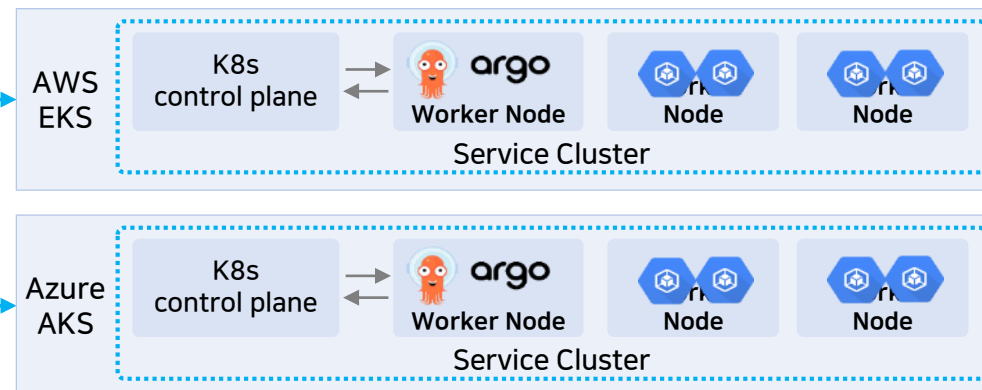 AWS
EKS
K8s
control plane
argo
Worker Node
Node
Node
Service Cluster
Azure
AKS
K8s
control plane
argo
Worker Node
Node
Node
Service Cluster